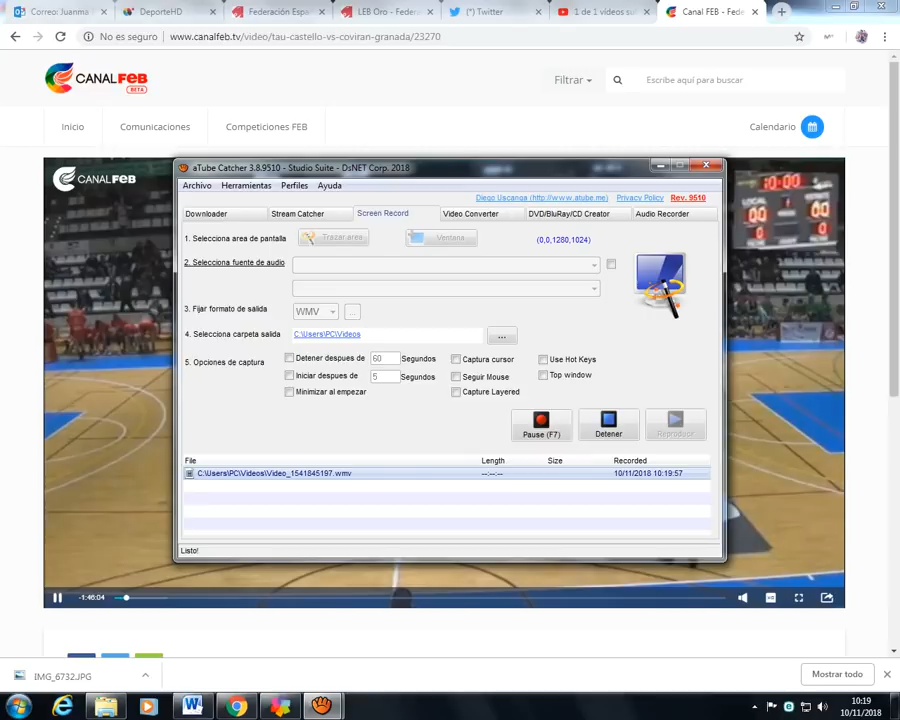 Correo: Juanma
DeporteHD
Federación Espa
LEB Oro - Federa
(*) Twitter
1 de 1 vídeos su
Canal FEB - Fede
No es seguro | www.canalfeb.tv/video/tau-castello-vs-coviran-granada/23270
CANALFEB
BETA
Filtrar
Escribe aquí para buscar
Inicio
Comunicaciones
Competiciones FEB
Calendario
CANALFEB
10:00
LOCAL
00
00
aTube Catcher 3.8.9510 - Studio Suite - DsNET Corp. 2018
Archivo Herramientas Perfiles Ayuda
Diego Uscanga (http://www.atube.me) Privacy Policy Rev. 9510
Downloader Stream Catcher Screen Record Video Converter DVD/BluRay/CD Creator Audio Recorder
1. Selecciona area de pantalla Trazar area Ventana (0,0,1280,1024)
2. Selecciona fuente de audio
3. Fijar formato de salida WMV ...
4. Selecciona carpeta salida C:\Users\PC\Videos ...
5. Opciones de captura
Detener despues de 60 Segundos
Captura cursor
Use Hot Keys
Iniciar despues de 5 Segundos
Seguir Mouse
Top window
Minimizar al empezar
Capture Layered
Pause (F7) Detener Reproducir
File Length Size Recorded
C:\Users\PC\Videos\Video_1541845197.wmv --:--:-- 10/11/2018 10:19:57
Listo!
-1:46:04
IMG_6732.JPG
Mostrar todo
10:19
10/11/2018